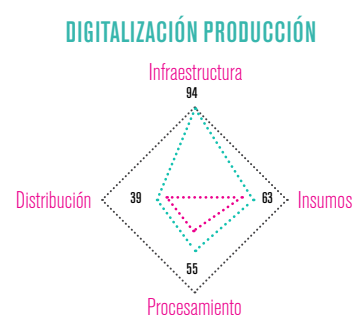 DIGITALIZACIÓN PRODUCCIÓN
Infraestructura
94
Distribución
39
63
Insumos
55
Procesamiento